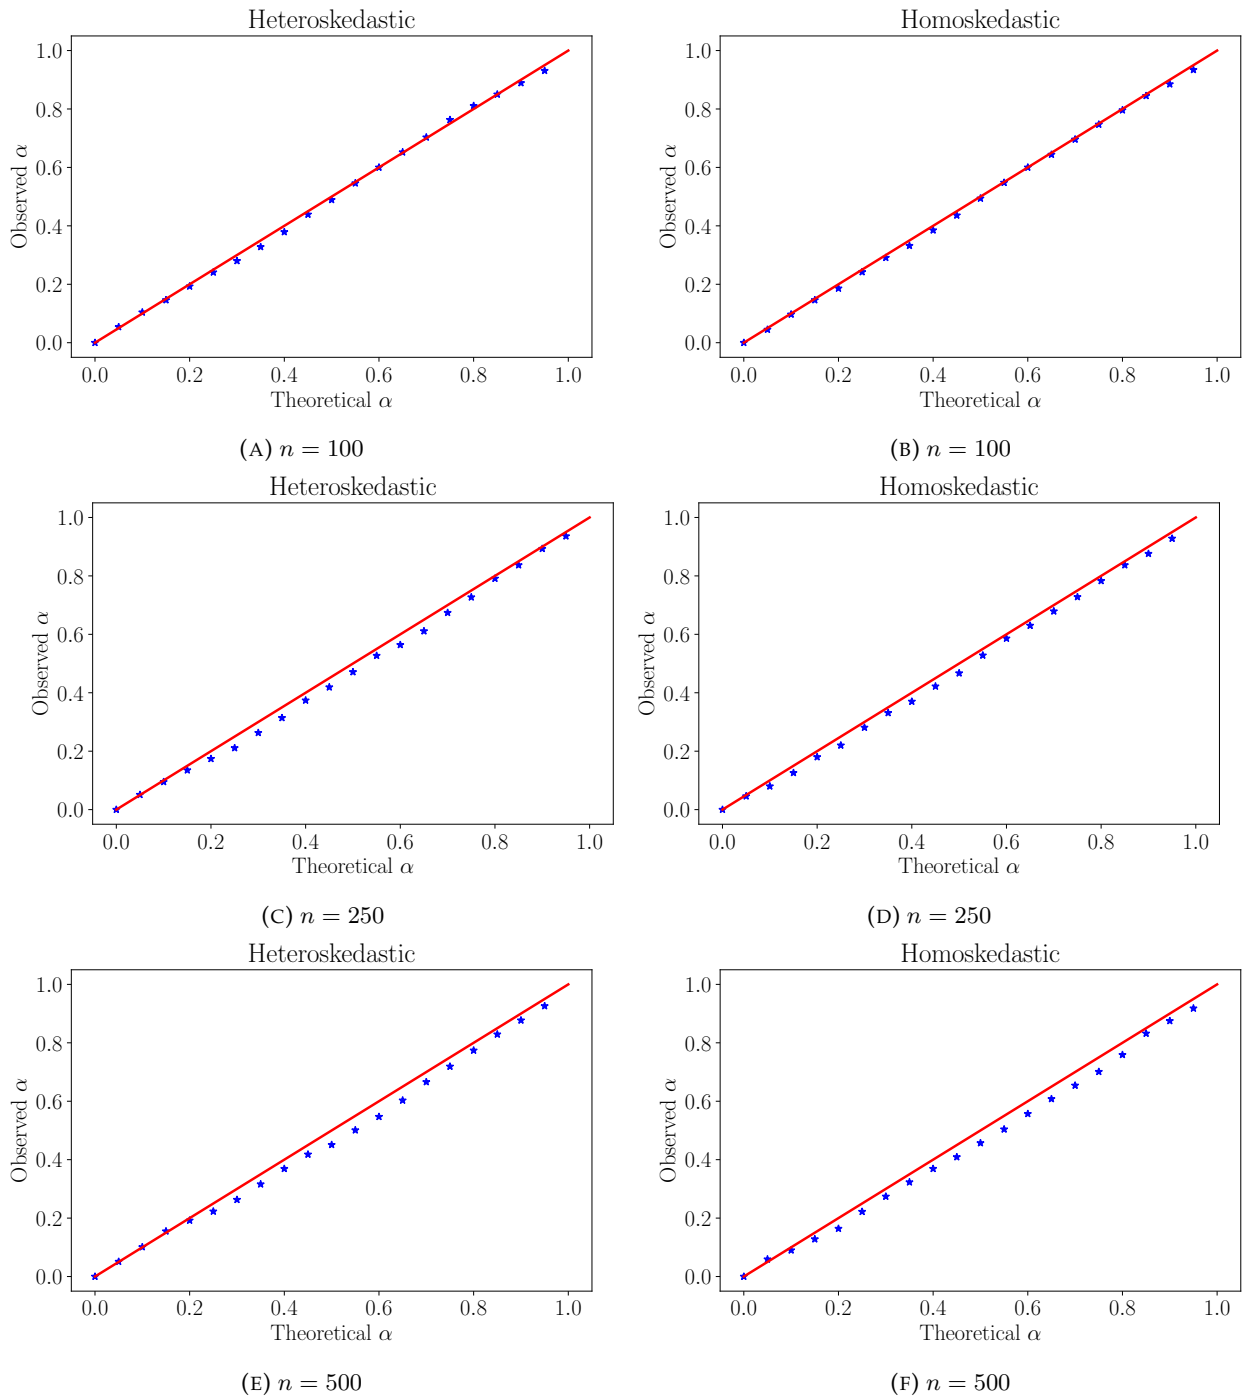 Heteroskedastic
Homoskedastic
1.0
0.8
0.6
0.4
0.2
0.0
Observed α
0.0 0.2 0.4 0.6 0.8 1.0
Theoretical α
1.0
0.8
0.6
0.4
0.2
0.0
Observed α
0.0 0.2 0.4 0.6 0.8 1.0
Theoretical α
(A) n = 100
(B) n = 100
Heteroskedastic
Homoskedastic
1.0
0.8
0.6
0.4
0.2
0.0
Observed α
0.0 0.2 0.4 0.6 0.8 1.0
Theoretical α
1.0
0.8
0.6
0.4
0.2
0.0
Observed α
0.0 0.2 0.4 0.6 0.8 1.0
Theoretical α
(C) n = 250
(D) n = 250
Heteroskedastic
Homoskedastic
1.0
0.8
0.6
0.4
0.2
0.0
Observed α
0.0 0.2 0.4 0.6 0.8 1.0
Theoretical α
1.0
0.8
0.6
0.4
0.2
0.0
Observed α
0.0 0.2 0.4 0.6 0.8 1.0
Theoretical α
(E) n = 500
(F) n = 500